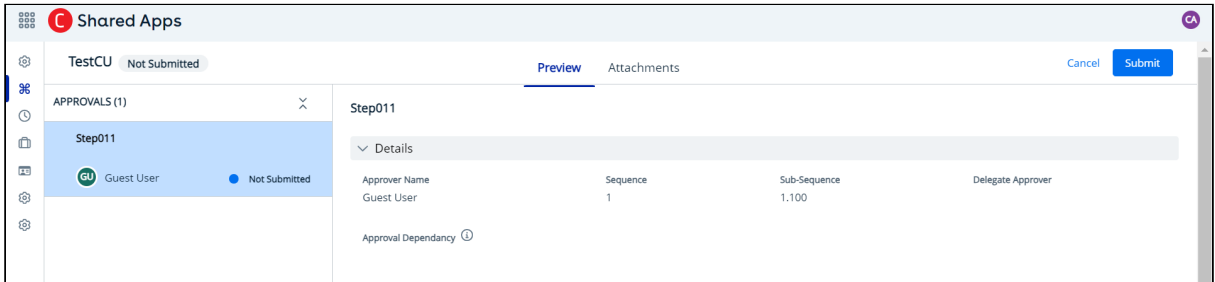 C Shared Apps
CA
TestCU Not Submitted
Preview Attachments
Cancel Submit
APPROVALS (1)
Step011
GU Guest User Not Submitted
Step011
Details
Approver Name Sequence Sub-Sequence Delegate Approver
Guest User 1 1.100
Approval Dependancy